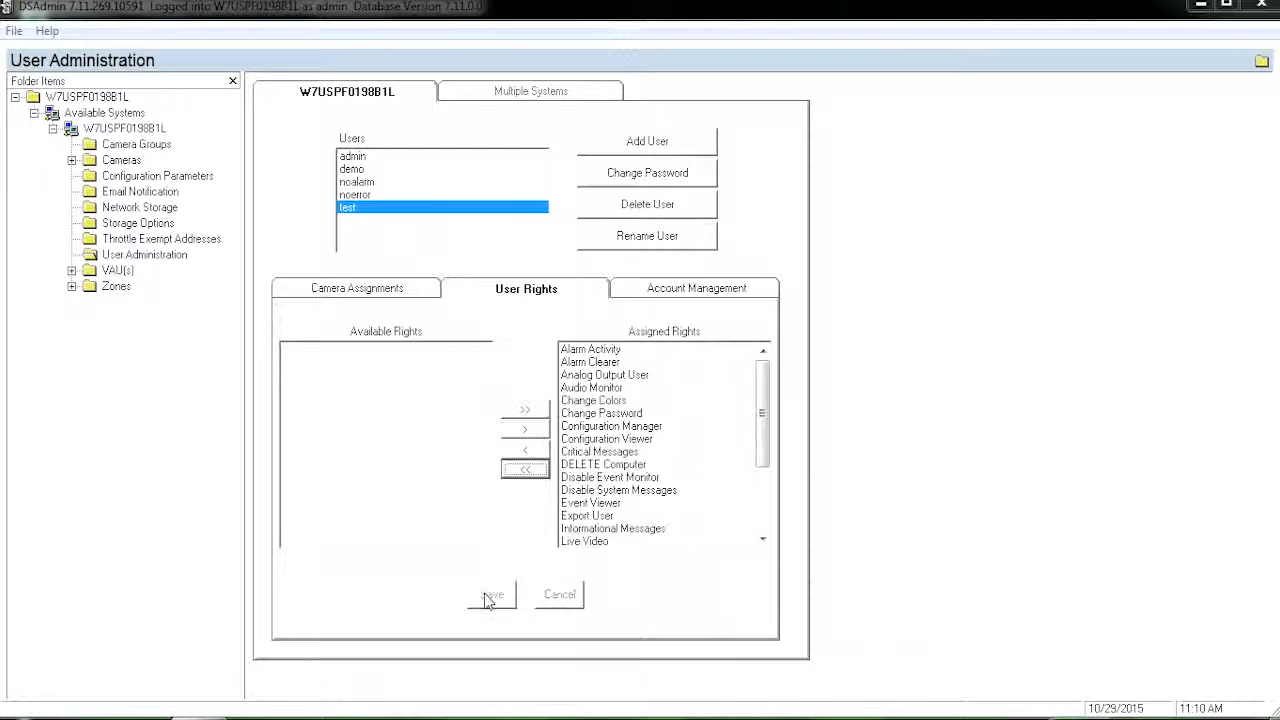 DSAdmin 7.11.269.10591 Logged into W7USPF0198B1L as admin Database Version 7.11.0.0
File Help
User Administration
Folder Items
W7USPF0198B1L
Available Systems
W7USPF0198B1L
Camera Groups
Cameras
Configuration Parameters
Email Notification
Network Storage
Storage Options
Throttle Exempt Addresses
User Administration
VAU(s)
Zones
W7USPF0198B1L Multiple Systems
Users
admin
demo
noalarm
noerror
test
Add User
Change Password
Delete User
Rename User
Camera Assignments User Rights Account Management
Available Rights
>>
>
<
<<
Assigned Rights
Alarm Activity
Alarm Clearer
Analog Output User
Audio Monitor
Change Colors
Change Password
Configuration Manager
Configuration Viewer
Critical Messages
DELETE Computer
Disable Event Monitor
Disable System Messages
Event Viewer
Export User
Informational Messages
Live Video
Save Cancel
10/29/2015 11:10 AM